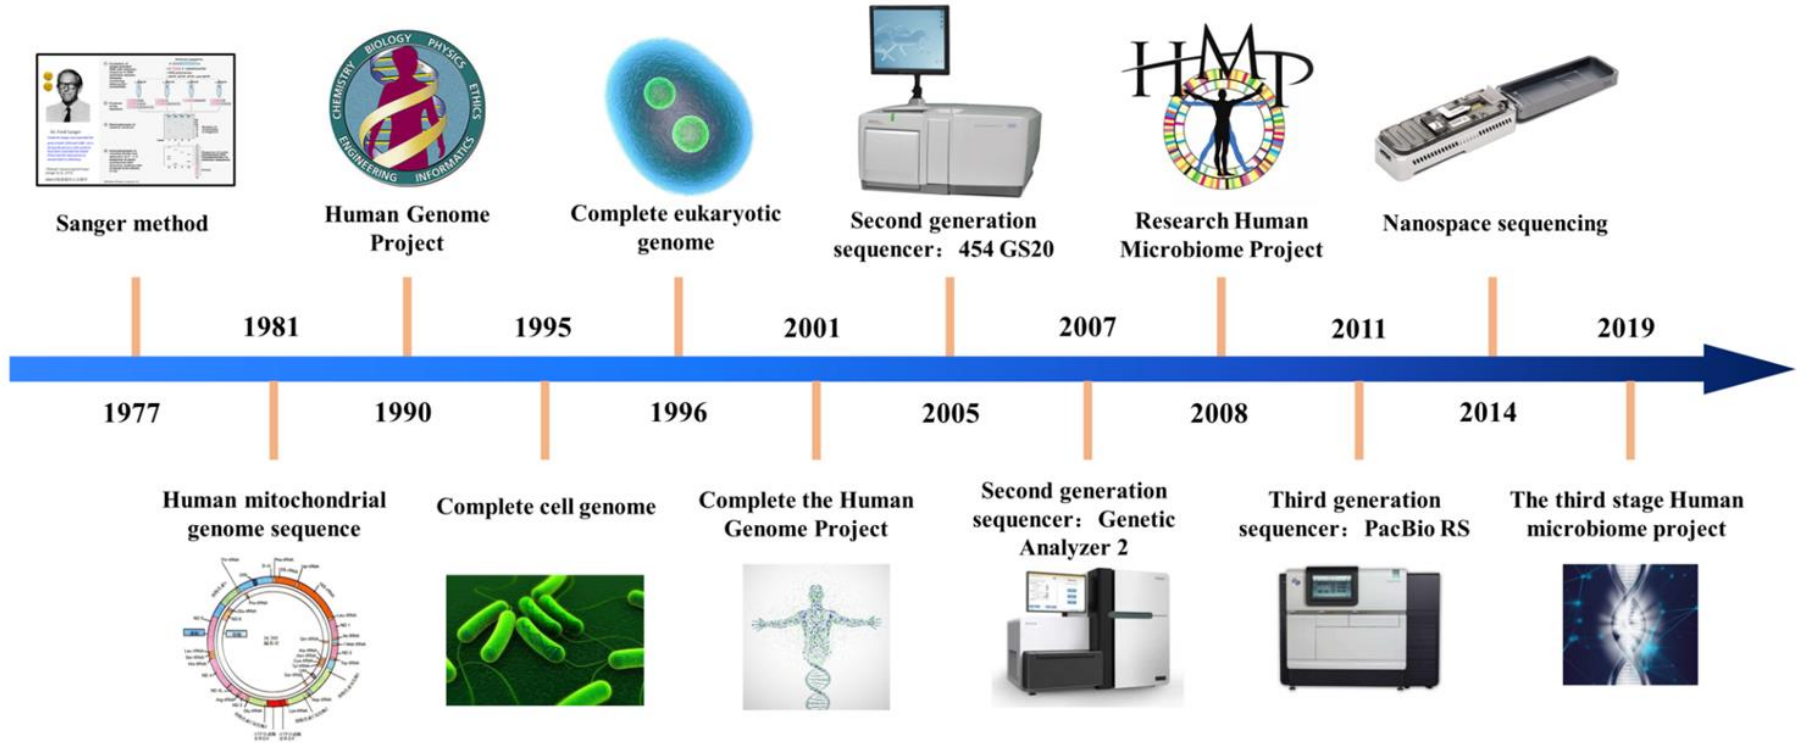 BIOLOGY
PHYSICS
ETHICS
INFORMATICS
ENGINEERING
CHEMISTRY
HMP
Sanger method
Human Genome
Project
Complete eukaryotic
genome
Second generation
sequencer： 454 GS20
Research Human
Microbiome Project
Nanospace sequencing
1981
1995
2001
2007
2011
2019
1977
1990
1996
2005
2008
2014
Human mitochondrial
genome sequence
Complete cell genome
Complete the Human
Genome Project
Second generation
sequencer： Genetic
Analyzer 2
Third generation
sequencer： PacBio RS
The third stage Human
microbiome project